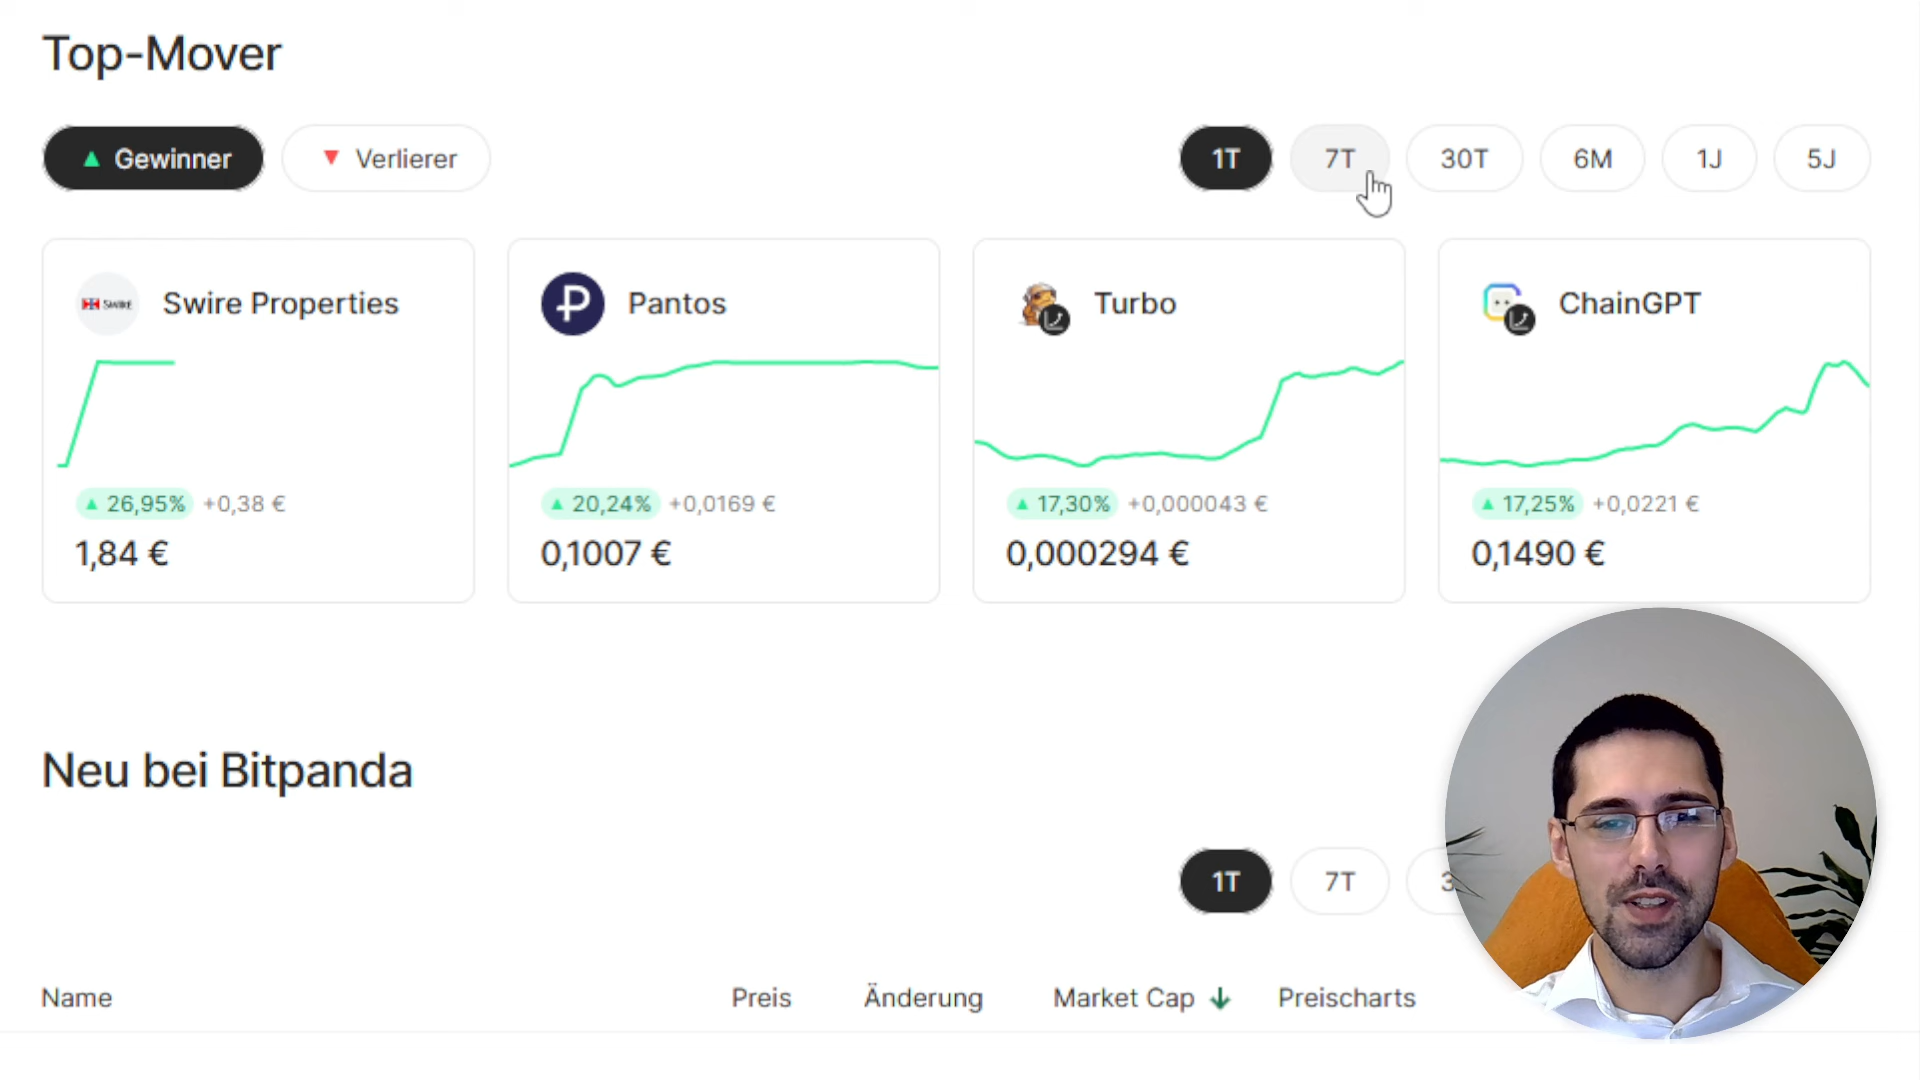 Top-Mover
▲ Gewinner
▼ Verlierer
1T
7T
30T
6M
1J
5J
SWIRE
Swire Properties
▲ 26,95% +0,38 €
1,84 €
Pantos
▲ 20,24% +0,0169 €
0,1007 €
Turbo
▲ 17,30% +0,000043 €
0,000294 €
ChainGPT
▲ 17,25% +0,0221 €
0,1490 €
Neu bei Bitpanda
1T
7T
3
Name
Preis
Änderung
Market Cap ↓
Preischarts